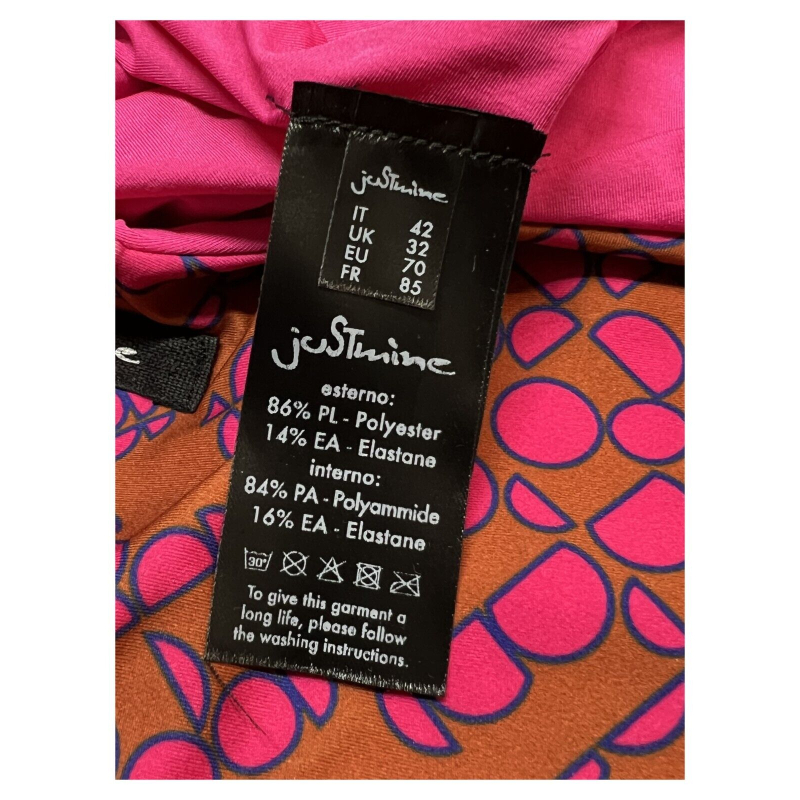 juSTmine
IT 42
UK 32
EU 70
FR 85
juSTmine
esterno:
86% PL - Polyester
14% EA - Elastane
interno:
84% PA - Polyammide
16% EA - Elastane
30°
To give this garment a
long life, please follow
the washing instructions.
e